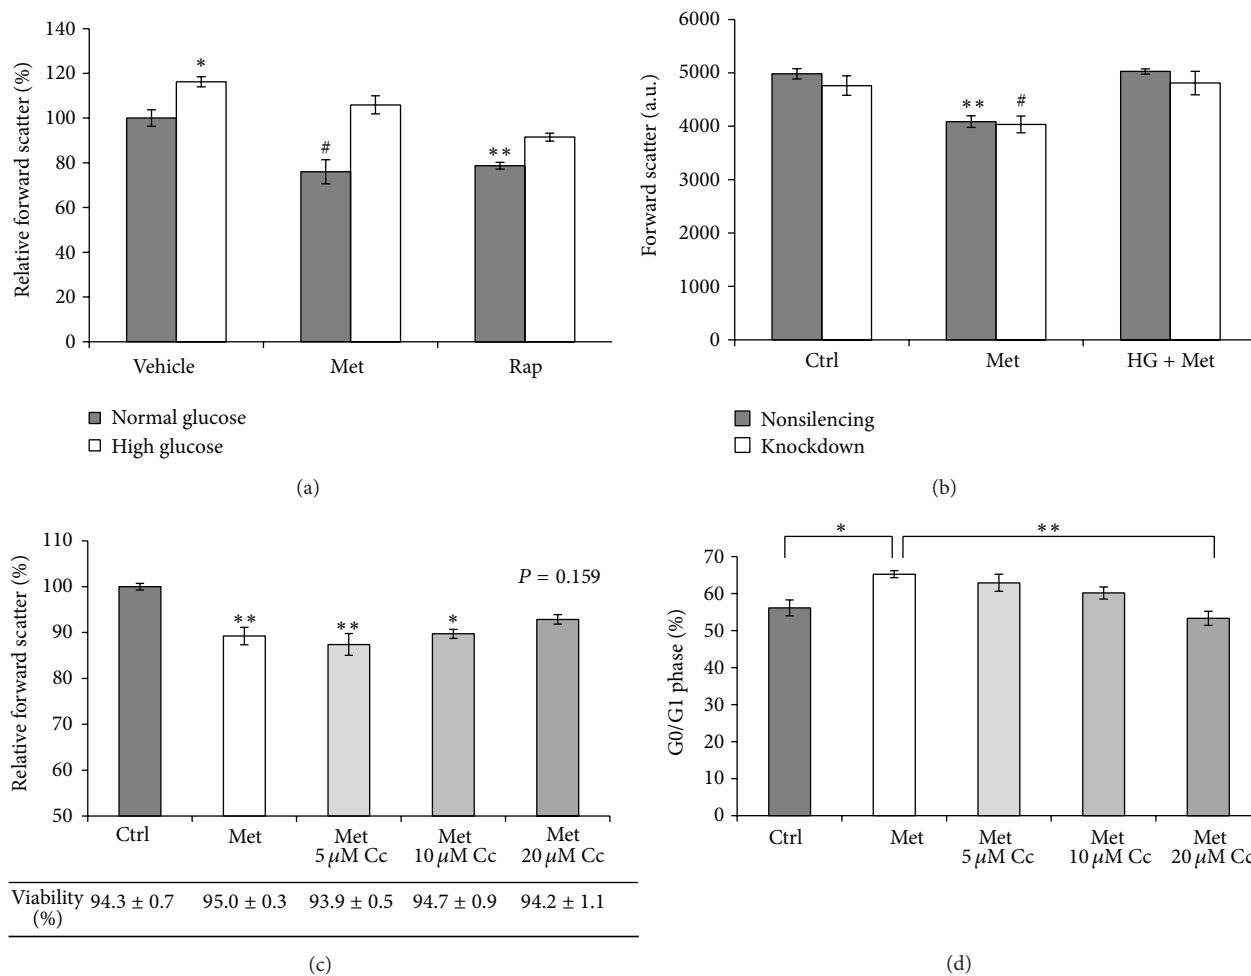 Relative forward scatter (%)
140
120
100
80
60
40
20
0
*
#
**
Vehicle
Met
Rap
Normal glucose
High glucose
(a)
Forward scatter (a.u.)
6000
5000
4000
3000
2000
1000
0
**
#
Ctrl
Met
HG + Met
Nonsilencing
Knockdown
(b)
Relative forward scatter (%)
110
100
90
80
70
60
50
**
**
*
P = 0.159
Ctrl
Met
Met
5 μM Cc
Met
10 μM Cc
Met
20 μM Cc
Viability
(%)
94.3 ± 0.7
95.0 ± 0.3
93.9 ± 0.5
94.7 ± 0.9
94.2 ± 1.1
(c)
G0/G1 phase (%)
70
60
50
40
30
20
10
0
*
**
Ctrl
Met
Met
5 μM Cc
Met
10 μM Cc
Met
20 μM Cc
(d)